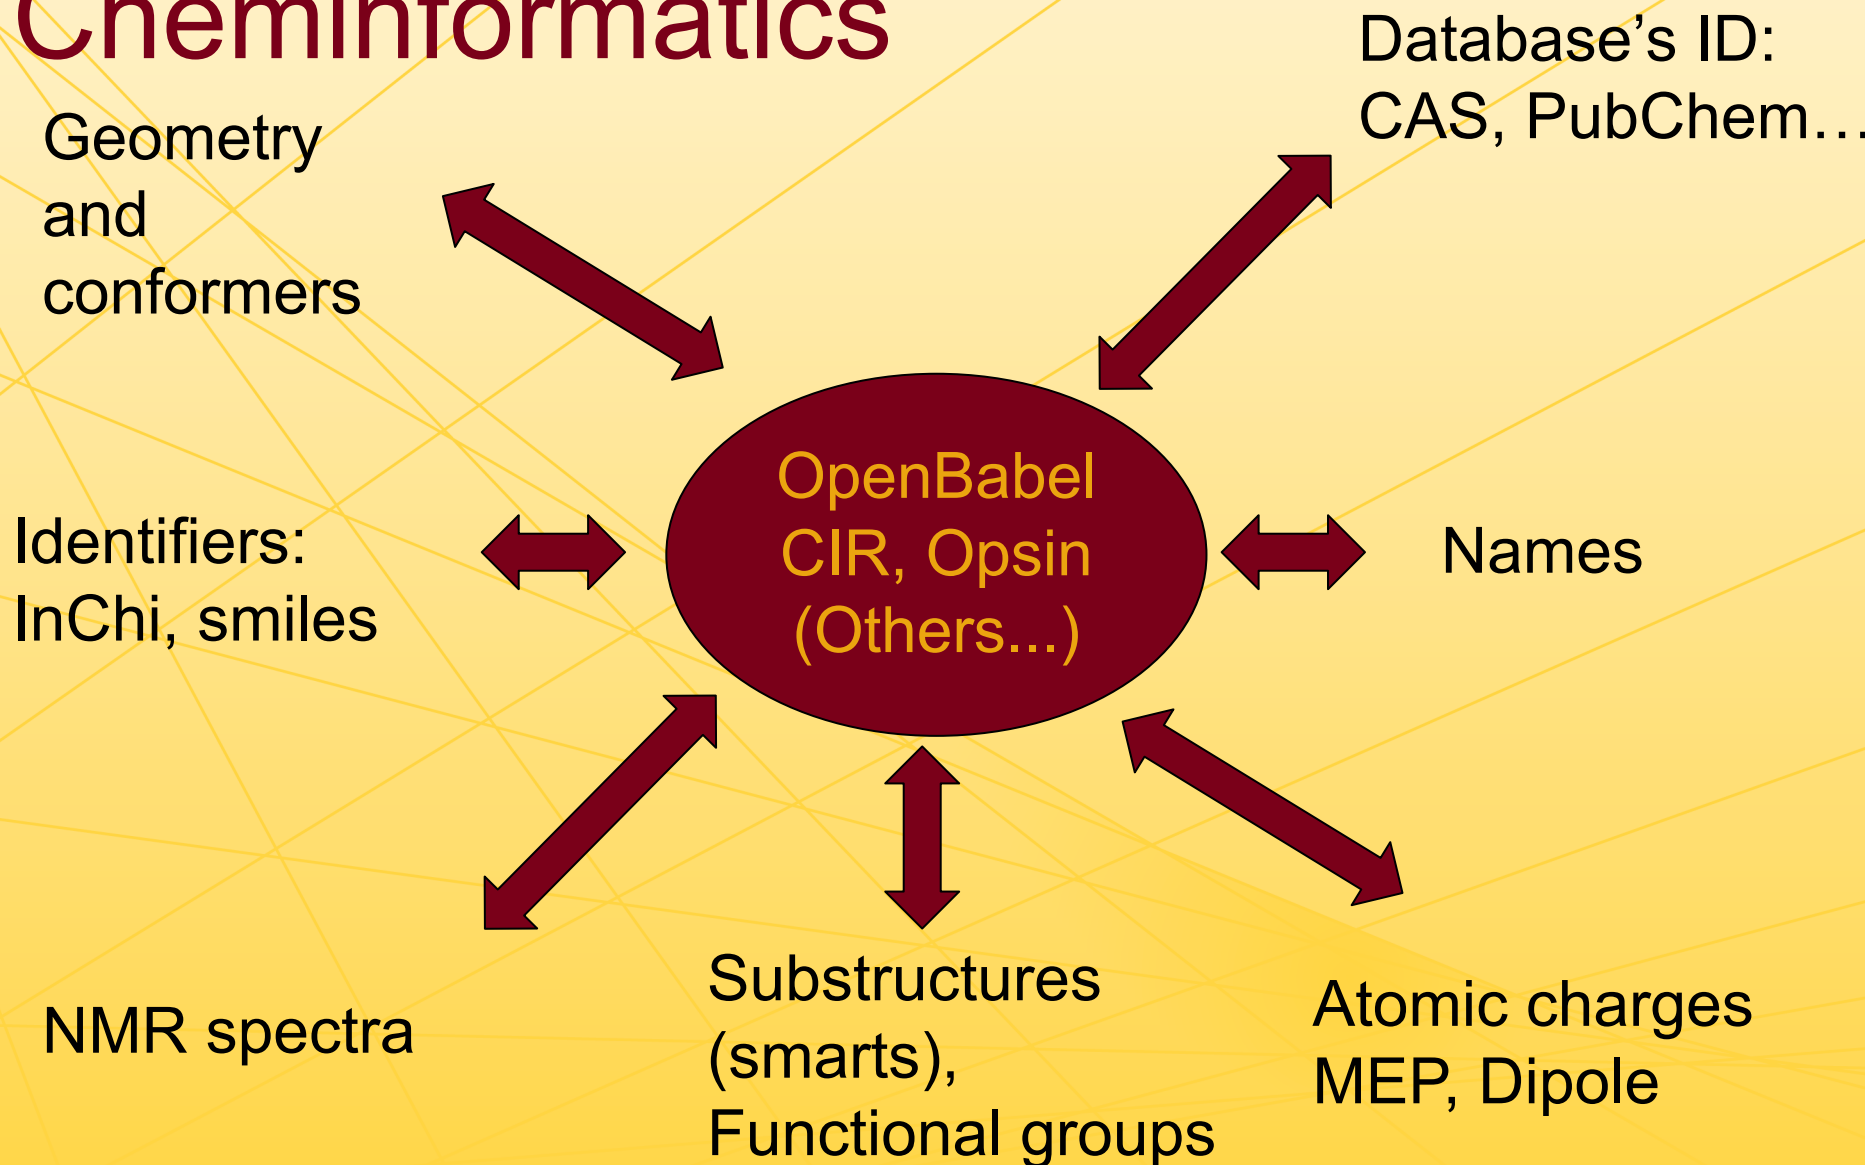 Cheminformatics
Database’s ID:
CAS, PubChem…
Geometry
and
conformers
OpenBabel
CIR, Opsin
(Others...)
Identifiers:
InChi, smiles
Names
NMR spectra
Substructures
(smarts),
Functional groups
Atomic charges
MEP, Dipole